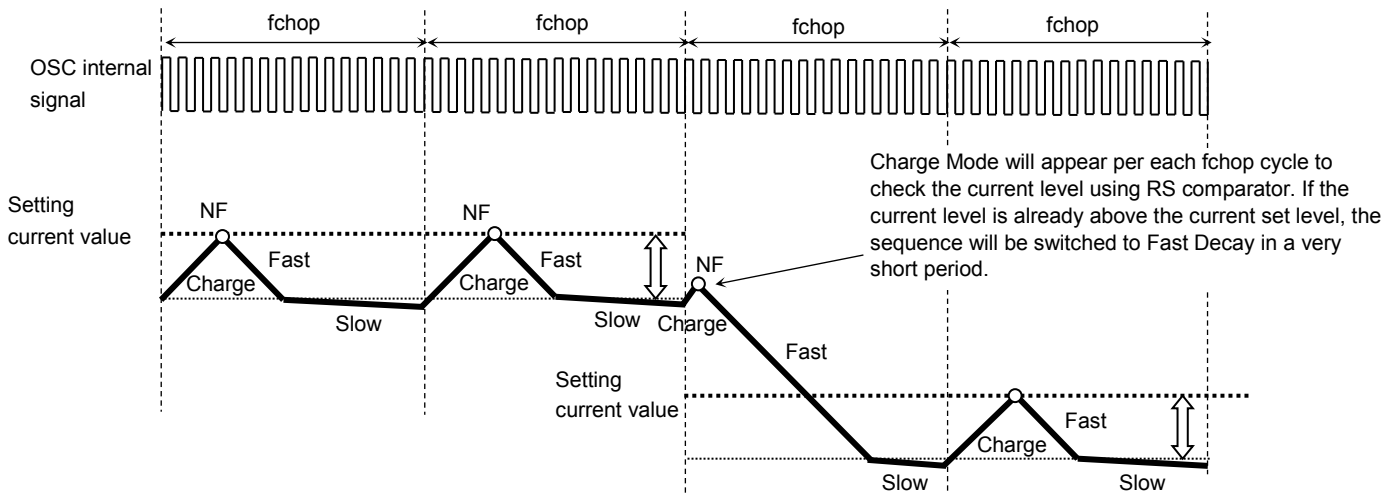 fchop
fchop
fchop
fchop
OSC internal
signal
Charge Mode will appear per each fchop cycle to
check the current level using RS comparator. If the
current level is already above the current set level, the
sequence will be switched to Fast Decay in a very
short period.
Setting
current value
NF
NF
NF
Charge
Fast
Slow
Charge
Fast
Slow
Charge
Fast
Slow
Setting
current value
Charge
Fast
Slow